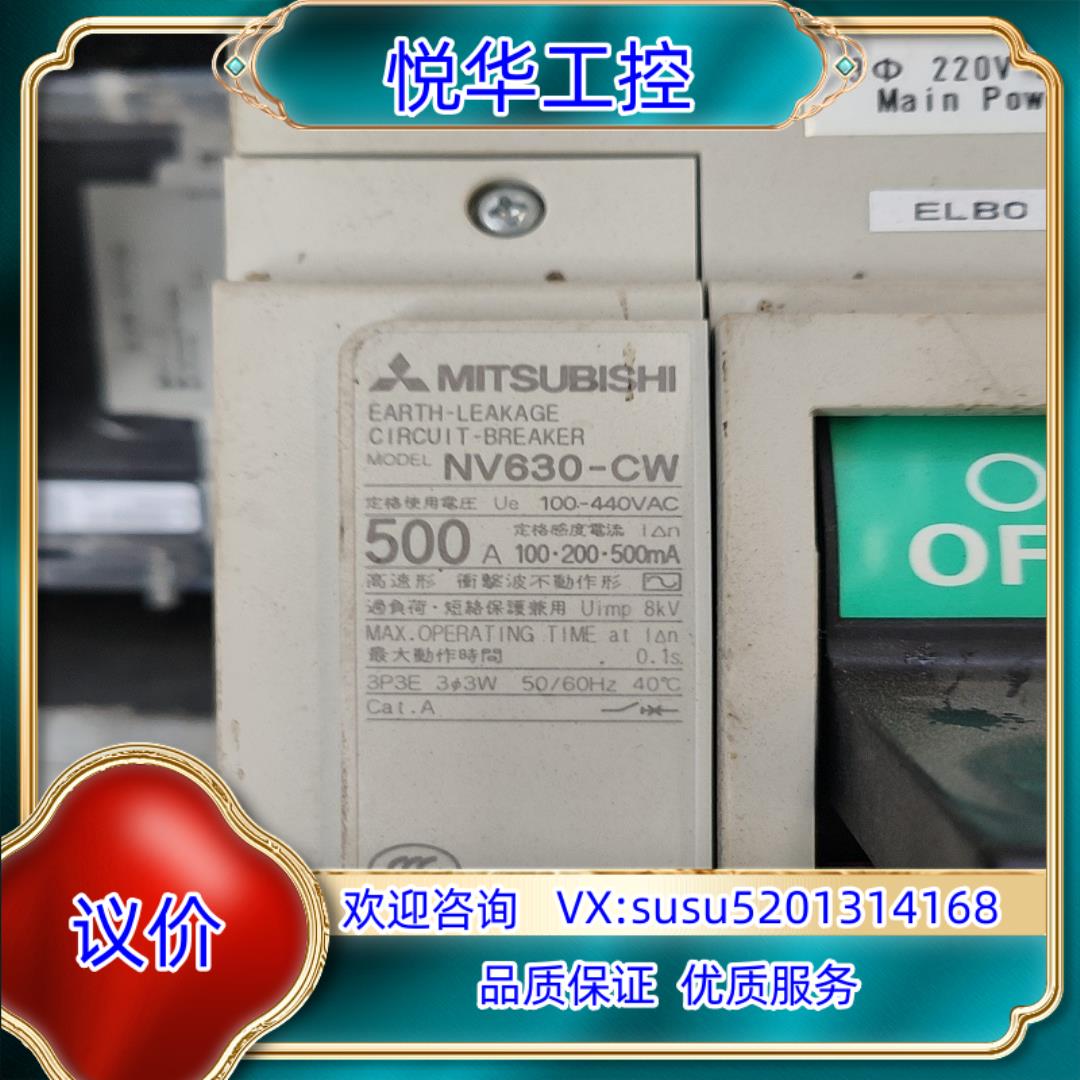 悦华工控
Φ 220V
Main Pow
ELB0
MITSUBISHI
EARTH-LEAKAGE
CIRCUIT-BREAKER
MODEL NV630-CW
定格使用電圧 Ue 100-440VAC
500 A 定格感度電流 I△n
100・200・500mA
高速形 衝撃波不動作形
過負荷・短絡保護兼用 Uimp 8kV
MAX.OPERATING TIME at I△n
最大動作時間 0.1s
3P3E 3φ3W 50/60Hz 40℃
Cat.A
OF
议价
欢迎咨询 VX:susu5201314168
品质保证 优质服务